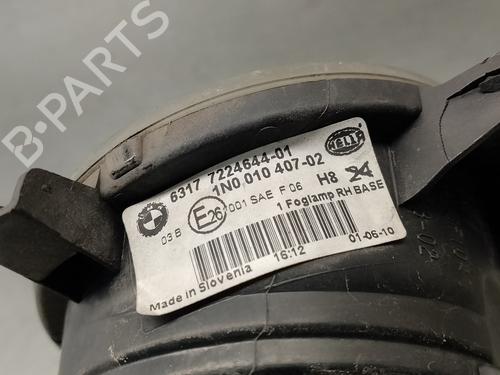 B-PARTS
6317 7224644-01
1N0 010 407-02
HELLA
03 B E26 001 SAE F 06 H8
1 Foglamp RH BASE
Made in Slovenia 16:12 01-06-10